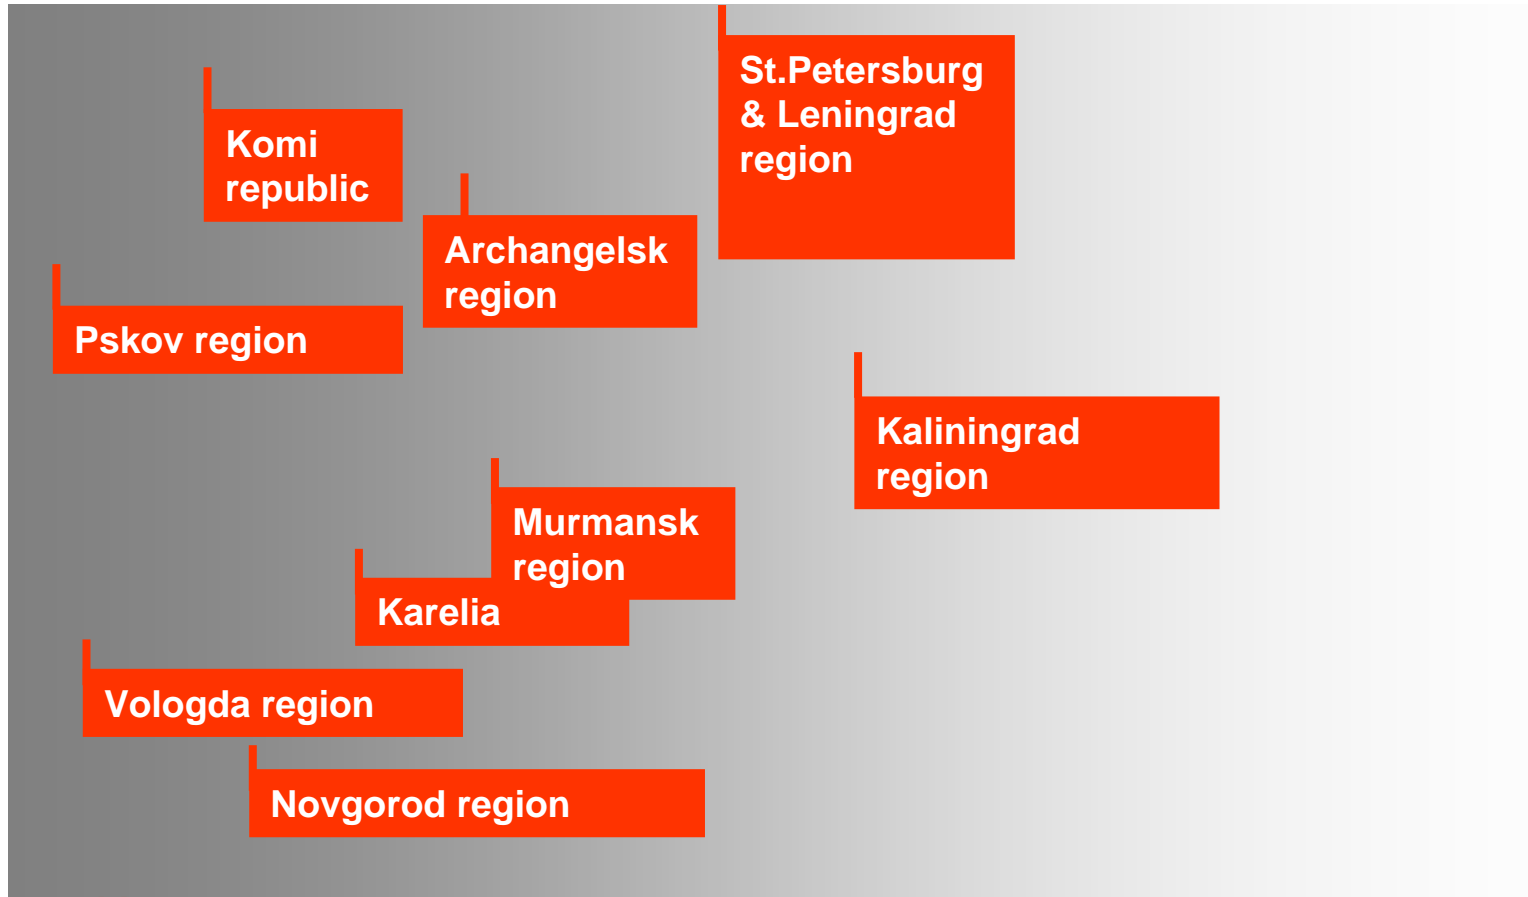 St.Petersburg
& Leningrad
region
Komi
republic
Archangelsk
region
Pskov region
Kaliningrad
region
Murmansk
region
Karelia
Vologda region
Novgorod region